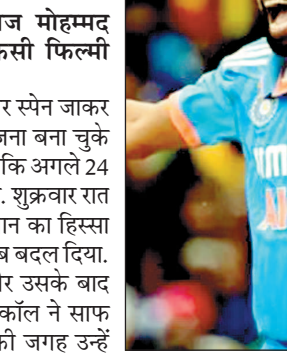 ज मोहम्मद
सी फिल्मी
र स्पेन जाकर
जना बना चुके
कि अगले 24
. शुक्रवार रात
ान का हिस्सा
ब बदल दिया.
र उसके बाद
कॉल ने साफ
की जगह उन्हें